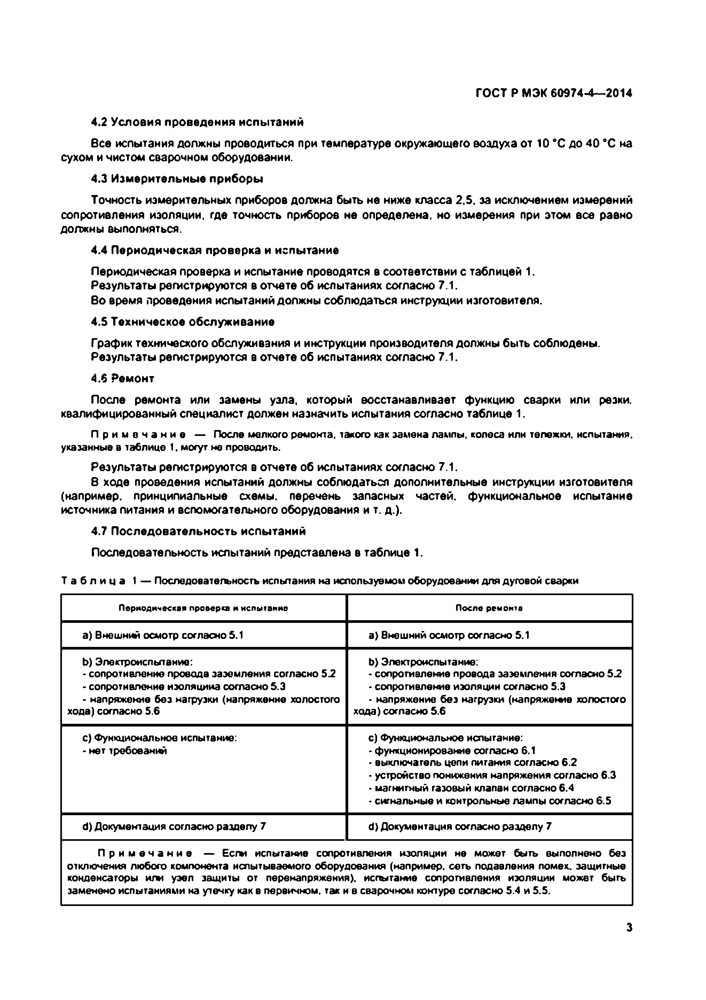 ГОСТ Р МЭК 60974-4—2014
4.2 Условия проведения испытаний
Все испытания должны проводиться при температуре окружающего воздуха от 10 °С до 40 °С на
сухом и чистом сварочном оборудовании.
4.3 Измерительные приборы
Точность измерительных приборов должна быть не ниже класса 2,5, за исключением измерений
сопротивления изоляции, где точность приборов не определена, но измерения при этом все равно
должны выполняться.
4.4 Периодическая проверка и испытание
Периодическая проверка и испытание проводятся в соответствии с таблицей 1.
Результаты регистрируются в отчете об испытаниях согласно 7.1.
Во время проведения испытаний должны соблюдаться инструкции изготовителя.
4.5 Техническое обслуживание
График технического обслуживания и инструкции производителя должны быть соблюдены.
Результаты регистрируются в отчете об испытаниях согласно 7.1.
4.6 Ремонт
После ремонта или замены узла, который восстанавливает функцию сварки или резки,
квалифицированный специалист должен назначить испытания согласно таблице 1.
Примечание — После мелкого ремонта, такого как замена лампы, колеса или тележки, испытания,
указанные в таблице 1, могут не проводить.
Результаты регистрируются в отчете об испытаниях согласно 7.1.
В ходе проведения испытаний должны соблюдаться дополнительные инструкции изготовителя
(например, принципиальные схемы, перечень запасных частей, функциональное испытание
источника питания и вспомогательного оборудования и т. д.).
4.7 Последовательность испытаний
Последовательность испытаний представлена в таблице 1.
Таблица 1 — Последовательность испытания на используемом оборудовании для дуговой сварки
Периодическая проверка и испытание
После ремонта
a) Внешний осмотр согласно 5.1
a) Внешний осмотр согласно 5.1
b) Электроиспытание:
- сопротивление провода заземления согласно 5.2
- сопротивление изоляциима согласно 5.3
- напряжение без нагрузки (напряжение холостого
хода) согласно 5.6
b) Электроиспытание:
- сопротивление провода заземления согласно 5.2
- сопротивление изоляции согласно 5.3
- напряжение без нагрузки (напряжение холостого
хода) согласно 5.6
c) Функциональное испытание:
- нет требований
c) Функциональное испытание:
- функционирование согласно 6.1
- выключатель цепи питания согласно 6.2
- устройство понижения напряжения согласно 6.3
- магнитный газовый клапан согласно 6.4
- сигнальные и контрольные лампы согласно 6.5
d) Документация согласно разделу 7
d) Документация согласно разделу 7
Примечание — Если испытание сопротивления изоляции не может быть выполнено без
отключения любого компонента испытываемого оборудования (например, сеть подавления помех, защитные
конденсаторы или узел защиты от перенапряжения), испытание сопротивления изоляции может быть
заменено испытаниями на утечку как в первичном, так и в сварочном контуре согласно 5.4 и 5.5.
3